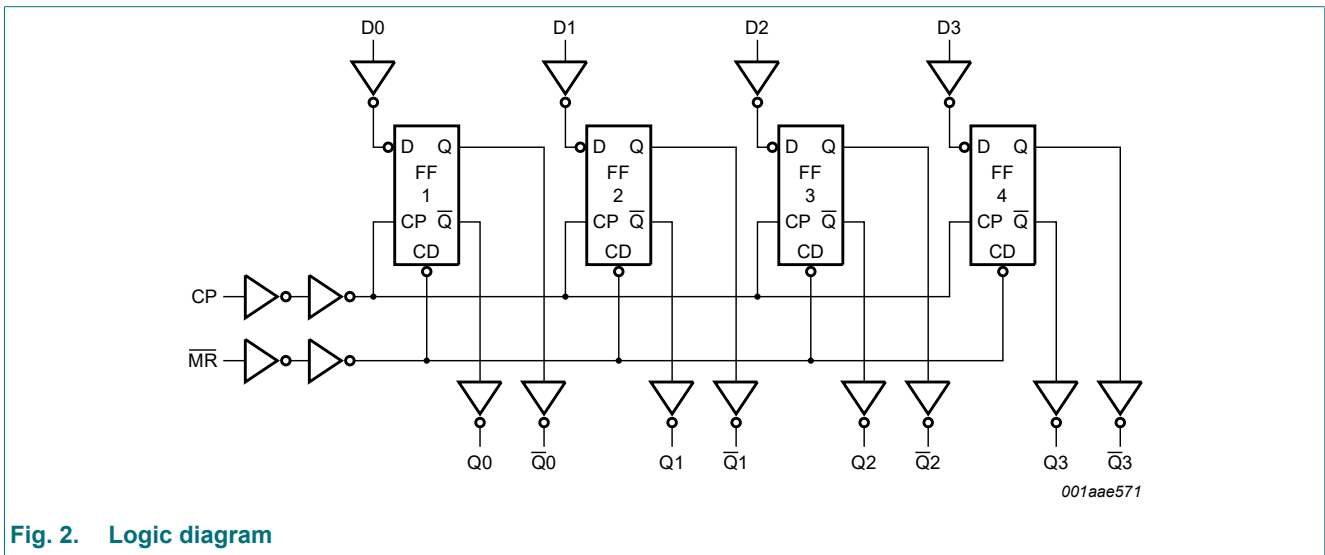 D0 D1 D2 D3
D Q D Q D Q D Q
FF FF FF FF
1 2 3 4
CP Q̅ CP Q̅ CP Q̅ CP Q̅
CD CD CD CD
CP
M̅R̅
Q0 Q̅0 Q1 Q̅1 Q2 Q̅2 Q3 Q̅3
001aae571
Fig. 2. Logic diagram